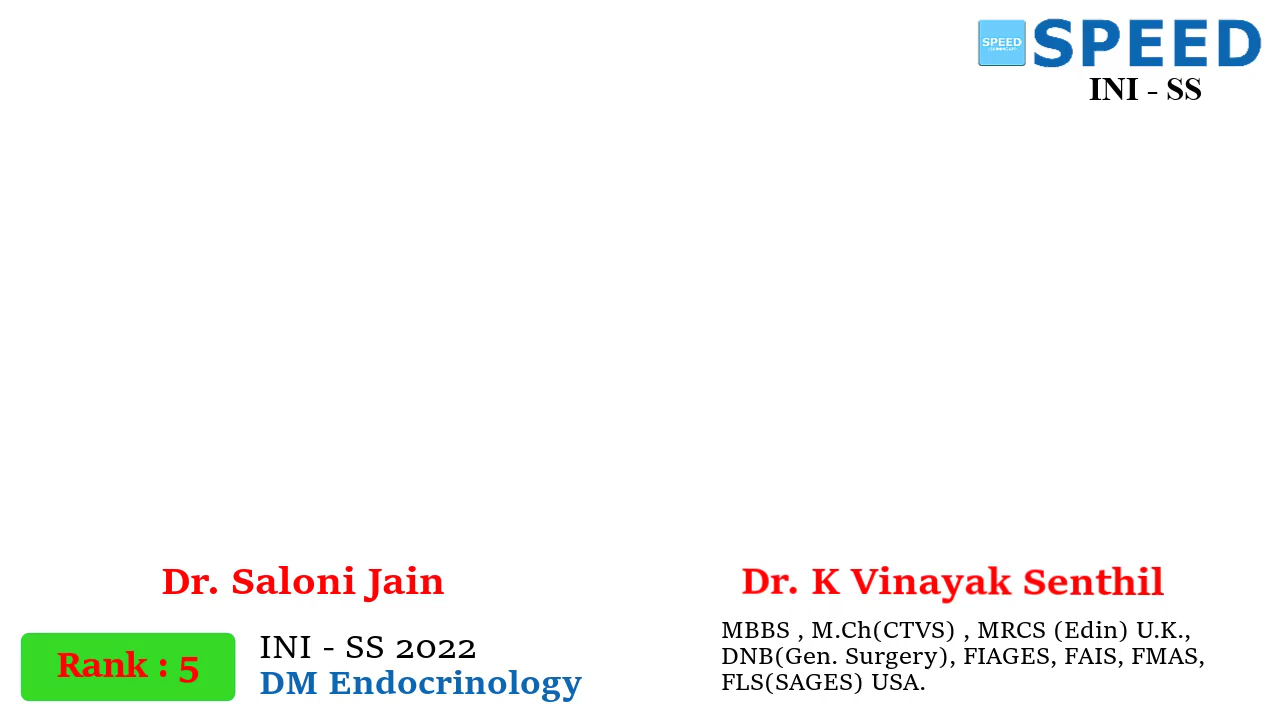 SPEED
SPEED
INI - SS
Dr. Saloni Jain
Rank : 5
INI - SS 2022
DM Endocrinology
Dr. K Vinayak Senthil
MBBS , M.Ch(CTVS) , MRCS (Edin) U.K.,
DNB(Gen. Surgery), FIAGES, FAIS, FMAS,
FLS(SAGES) USA.